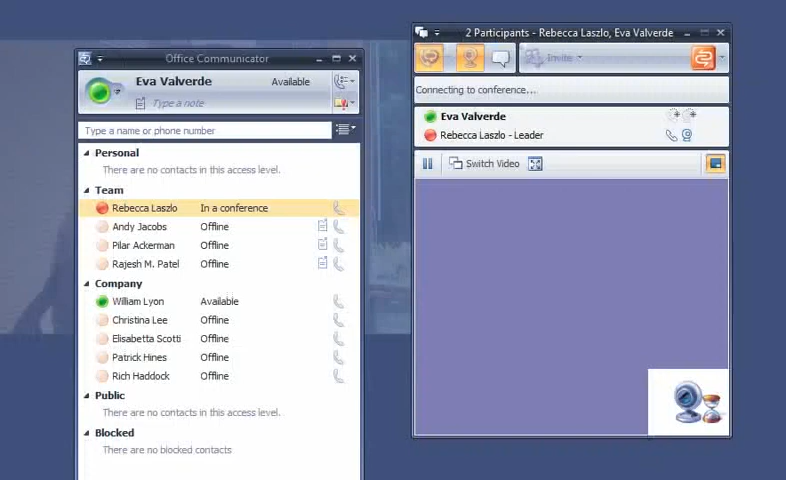 Office Communicator
Eva Valverde Available
Type a note
Type a name or phone number
Personal
There are no contacts in this access level.
Team
Rebecca Laszlo In a conference
Andy Jacobs Offline
Pilar Ackerman Offline
Rajesh M. Patel Offline
Company
William Lyon Available
Christina Lee Offline
Elisabetta Scotti Offline
Patrick Hines Offline
Rich Haddock Offline
Public
There are no contacts in this access level.
Blocked
There are no blocked contacts
2 Participants - Rebecca Laszlo, Eva Valverde
Invite
Connecting to conference...
Eva Valverde
Rebecca Laszlo - Leader
Switch Video